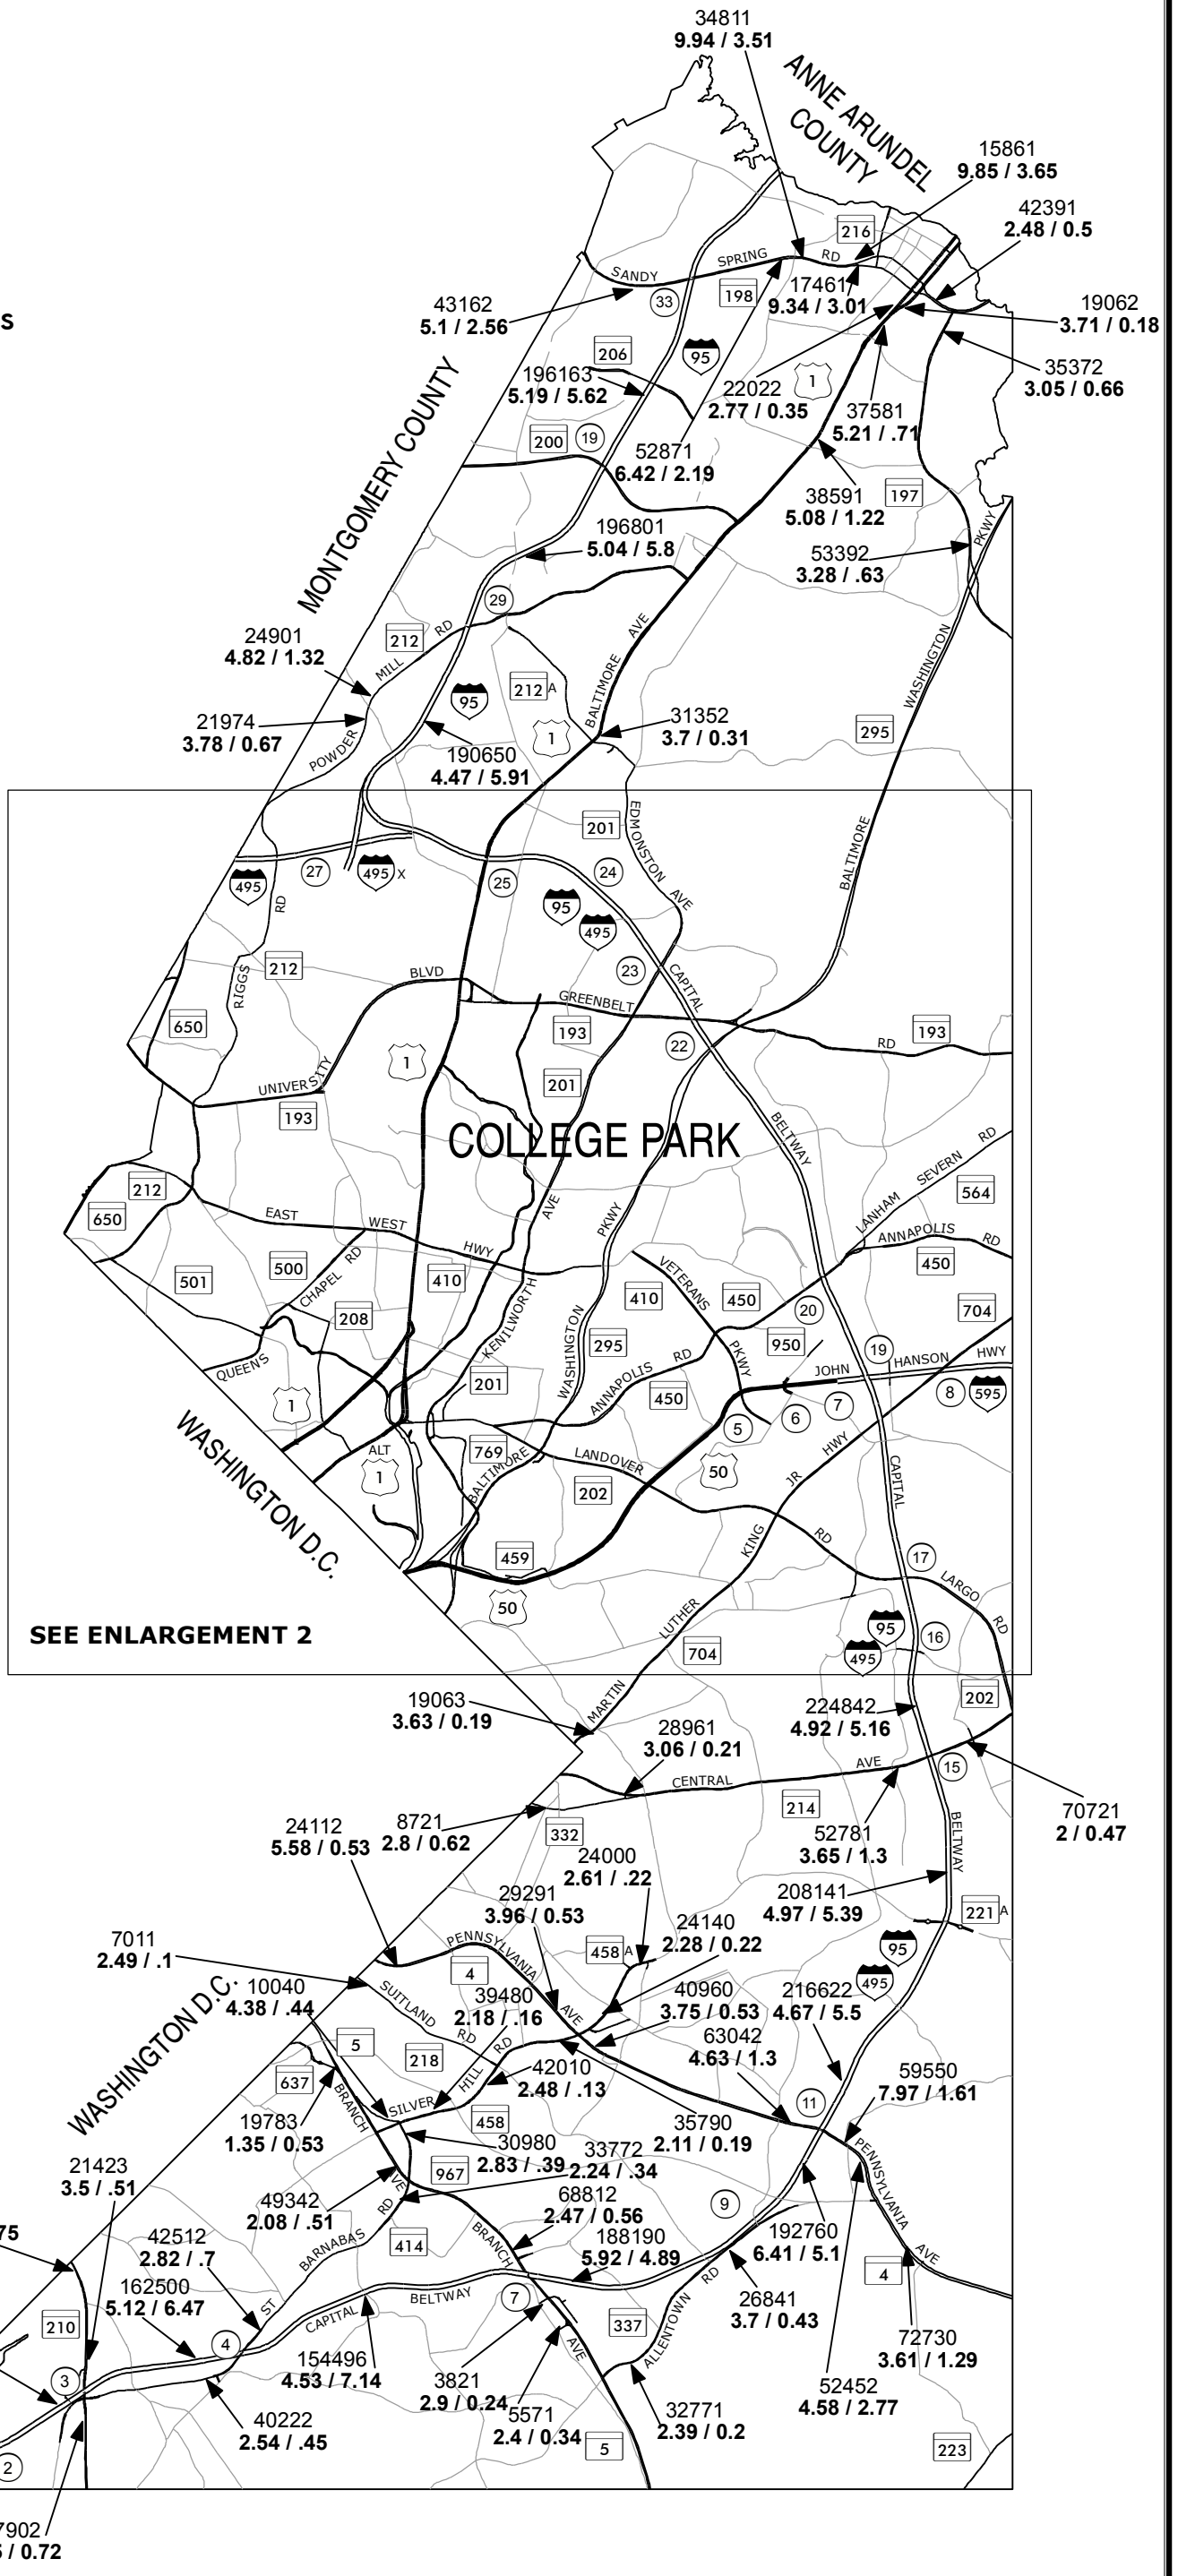 34811
9.94 / 3.51
ANNE ARUNDEL
COUNTY
15861
9.85 / 3.65
42391
2.48 / 0.5
216
SANDY
SPRING
RD
198
33
17461
9.34 / 3.01
43162
5.1 / 2.56
19062
3.71 / 0.18
s
206
95
196163
5.19 / 5.62
22022
2.77 / 0.35
1
35372
3.05 / 0.66
37581
5.21 / .71
MONTGOMERY COUNTY
200
19
52871
6.42 / 2.19
38591
5.08 / 1.22
197
196801
5.04 / 5.8
53392
3.28 / .63
PKWY
29
24901
4.82 / 1.32
212
MILL
RD
BALTIMORE
AVE
WASHINGTON
95
212 A
1
31352
3.7 / 0.31
295
21974
3.78 / 0.67
POWDER
190650
4.47 / 5.91
201
EDMONSTON
AVE
BALTIMORE
27
495
495 X
25
24
95
495
RD
RIGGS
212
BLVD
23
CAPITAL
GREENBELT
650
193
193
RD
1
22
201
UNIVERSITY
193
COLLEGE PARK
BELTWAY
LANHAM
SEVERN
RD
212
650
564
EAST
WEST
HWY
AVE
PKWY
ANNAPOLIS
RD
450
501
500
CHAPEL
RD
410
VETERANS
410
450
20
704
208
KENILWORTH
WASHINGTON
295
PKWY
950
19
JOHN
HANSON
HWY
QUEENS
201
ANNAPOLIS
RD
450
8
595
1
5
6
7
WASHINGTON D.C.
ALT
1
769
BALTIMORE
LANDOVER
50
JR
HWY
CAPITAL
202
KING
RD
459
17
LARGO
RD
50
LUTHER
95
16
SEE ENLARGEMENT 2
704
495
MARTIN
202
19063
3.63 / 0.19
224842
4.92 / 5.16
28961
3.06 / 0.21
CENTRAL
AVE
15
214
70721
2 / 0.47
24112
5.58 / 0.53
8721
2.8 / 0.62
332
52781
3.65 / 1.3
BELTWAY
24000
2.61 / .22
29291
3.96 / 0.53
208141
4.97 / 5.39
221 A
24140
2.28 / 0.22
7011
2.49 / .1
PENNSYLVANIA
AVE
458 A
95
4
495
WASHINGTON D.C.
10040
4.38 / .44
SUITLAND
RD
39480
2.18 / .16
40960
3.75 / 0.53
216622
4.67 / 5.5
5
218
HILL
RD
63042
4.63 / 1.3
637
42010
2.48 / .13
59550
7.97 / 1.61
BRANCH
SILVER
458
11
19783
1.35 / 0.53
35790
2.11 / 0.19
30980
2.83 / .39
33772
2.24 / .34
PENNSYLVANIA
AVE
21423
3.5 / .51
967
49342
2.08 / .51
VE
RD
68812
2.47 / 0.56
9
42512
2.82 / .7
BARNABAS
414
BRANCH
188190
5.92 / 4.89
192760
6.41 / 5.1
75
162500
5.12 / 6.47
ST
4
210
CAPITAL
BELTWAY
7
337
ALLENTOWN
RD
26841
3.7 / 0.43
4
3
154496
4.53 / 7.14
AVE
72730
3.61 / 1.29
3821
2.9 / 0.24
52452
4.58 / 2.77
40222
2.54 / .45
5571
2.4 / 0.34
5
32771
2.39 / 0.2
223
2
7902
/ 0.72